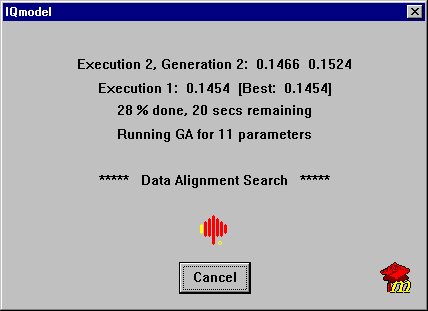 IQmodel
Execution 2, Generation 2: 0.1466 0.1524
Execution 1: 0.1454 [Best: 0.1454]
28 % done, 20 secs remaining
Running GA for 11 parameters
***** Data Alignment Search *****
Cancel
m